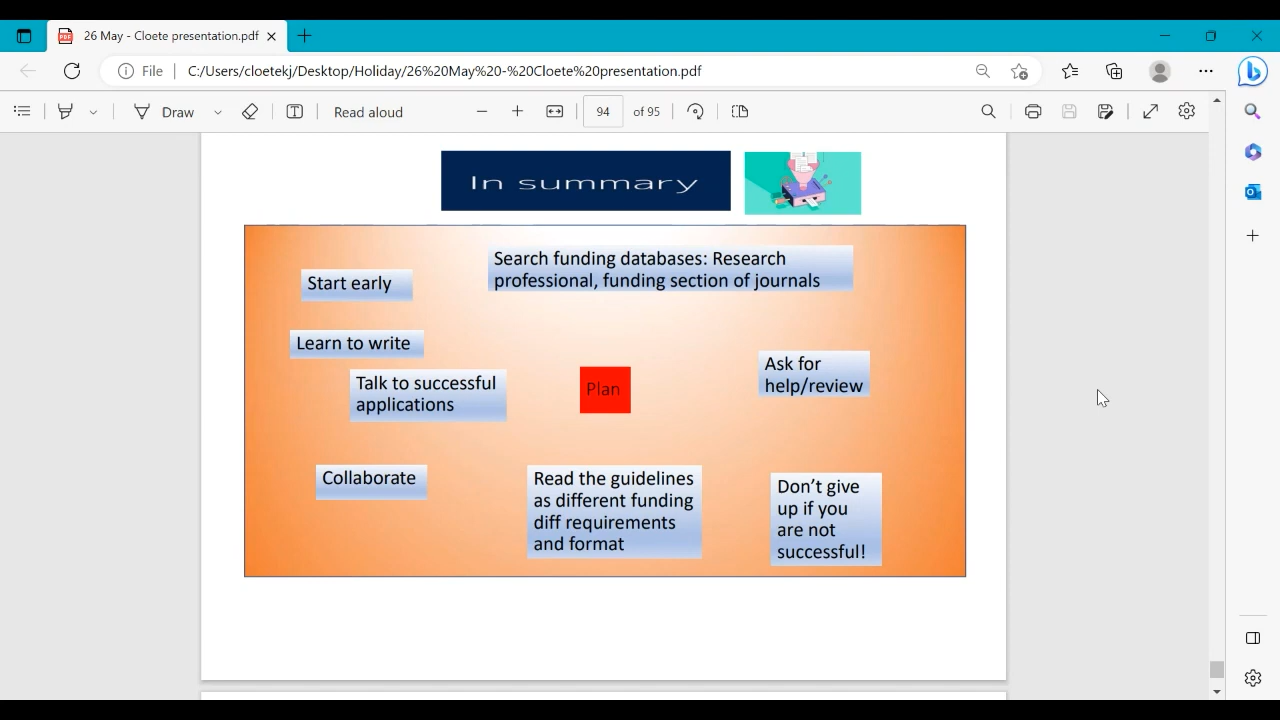 26 May - Cloete presentation.pdf
File
C:/Users/cloetekj/Desktop/Holiday/26%20May%20-%20Cloete%20presentation.pdf
Draw
Read aloud
94
of 95
In summary
Search funding databases: Research
professional, funding section of journals
Start early
Learn to write
Talk to successful
applications
Plan
Ask for
help/review
Collaborate
Read the guidelines
as different funding
diff requirements
and format
Don’t give
up if you
are not
successful!